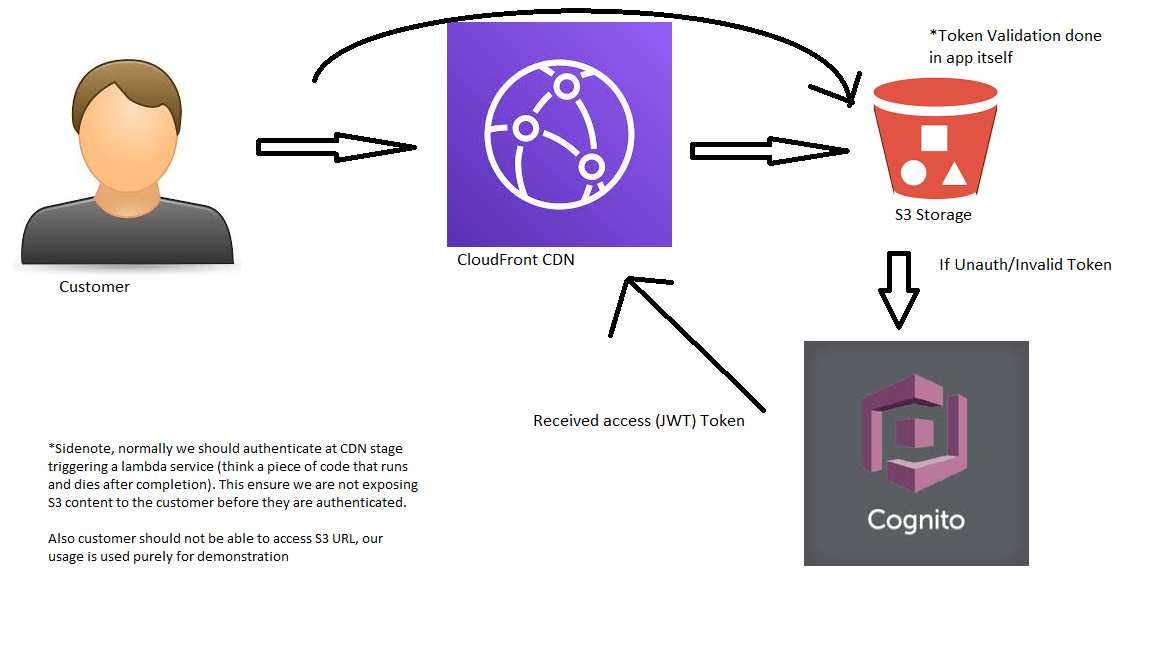 *Token Validation done
in app itself
S3 Storage
CloudFront CDN
If Unauth/Invalid Token
Customer
Received access (JWT) Token
*Sidenote, normally we should authenticate at CDN stage
triggering a lambda service (think a piece of code that runs
and dies after completion). This ensure we are not exposing
S3 content to the customer before they are authenticated.
Also customer should not be able to access S3 URL, our
usage is used purely for demonstration
Cognito